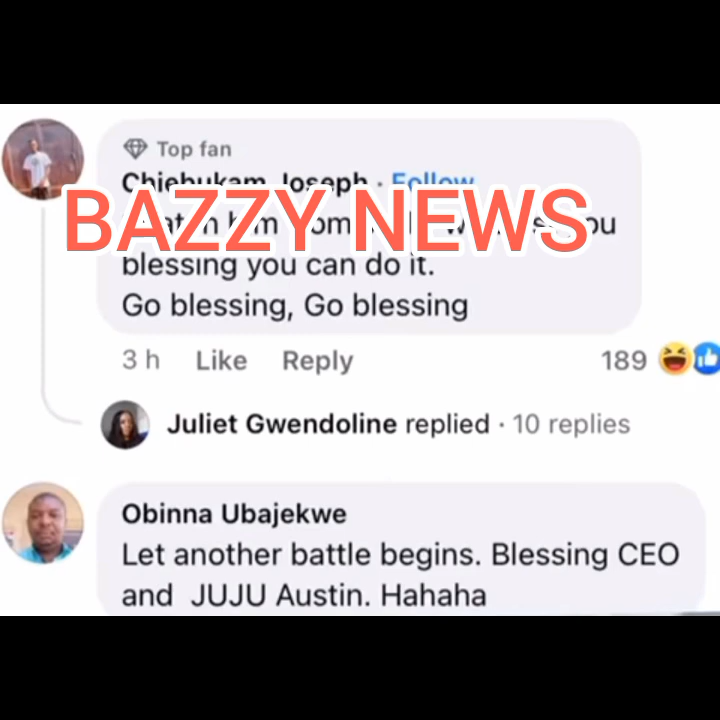 Top fan
Chiebukam Joseph · Follow
BAZZY NEWS
blessing you can do it.
Go blessing, Go blessing
3 h Like Reply 189
Juliet Gwendoline replied · 10 replies
Obinna Ubajekwe
Let another battle begins. Blessing CEO
and JUJU Austin. Hahaha